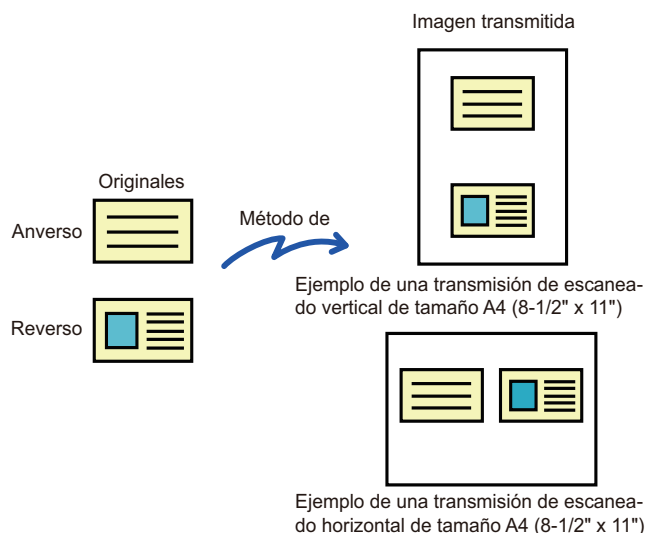 Imagen transmitida
Originales
Anverso
Método de
Reverso
Ejemplo de una transmisión de escanea-
do vertical de tamaño A4 (8-1/2" x 11")
Ejemplo de una transmisión de escanea-
do horizontal de tamaño A4 (8-1/2" x 11")